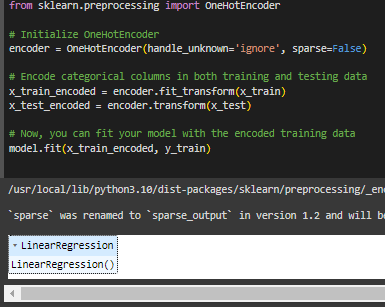 from sklearn.preprocessing import OneHotEncoder
# Initialize OneHotEncoder
encoder = OneHotEncoder(handle_unknown='ignore', sparse=False)
# Encode categorical columns in both training and testing data
x_train_encoded = encoder.fit_transform(x_train)
x_test_encoded = encoder.transform(x_test)
# Now, you can fit your model with the encoded training data
model.fit(x_train_encoded, y_train)
/usr/local/lib/python3.10/dist-packages/sklearn/preprocessing/_en
`sparse` was renamed to `sparse_output` in version 1.2 and will be
▾ LinearRegression
LinearRegression()